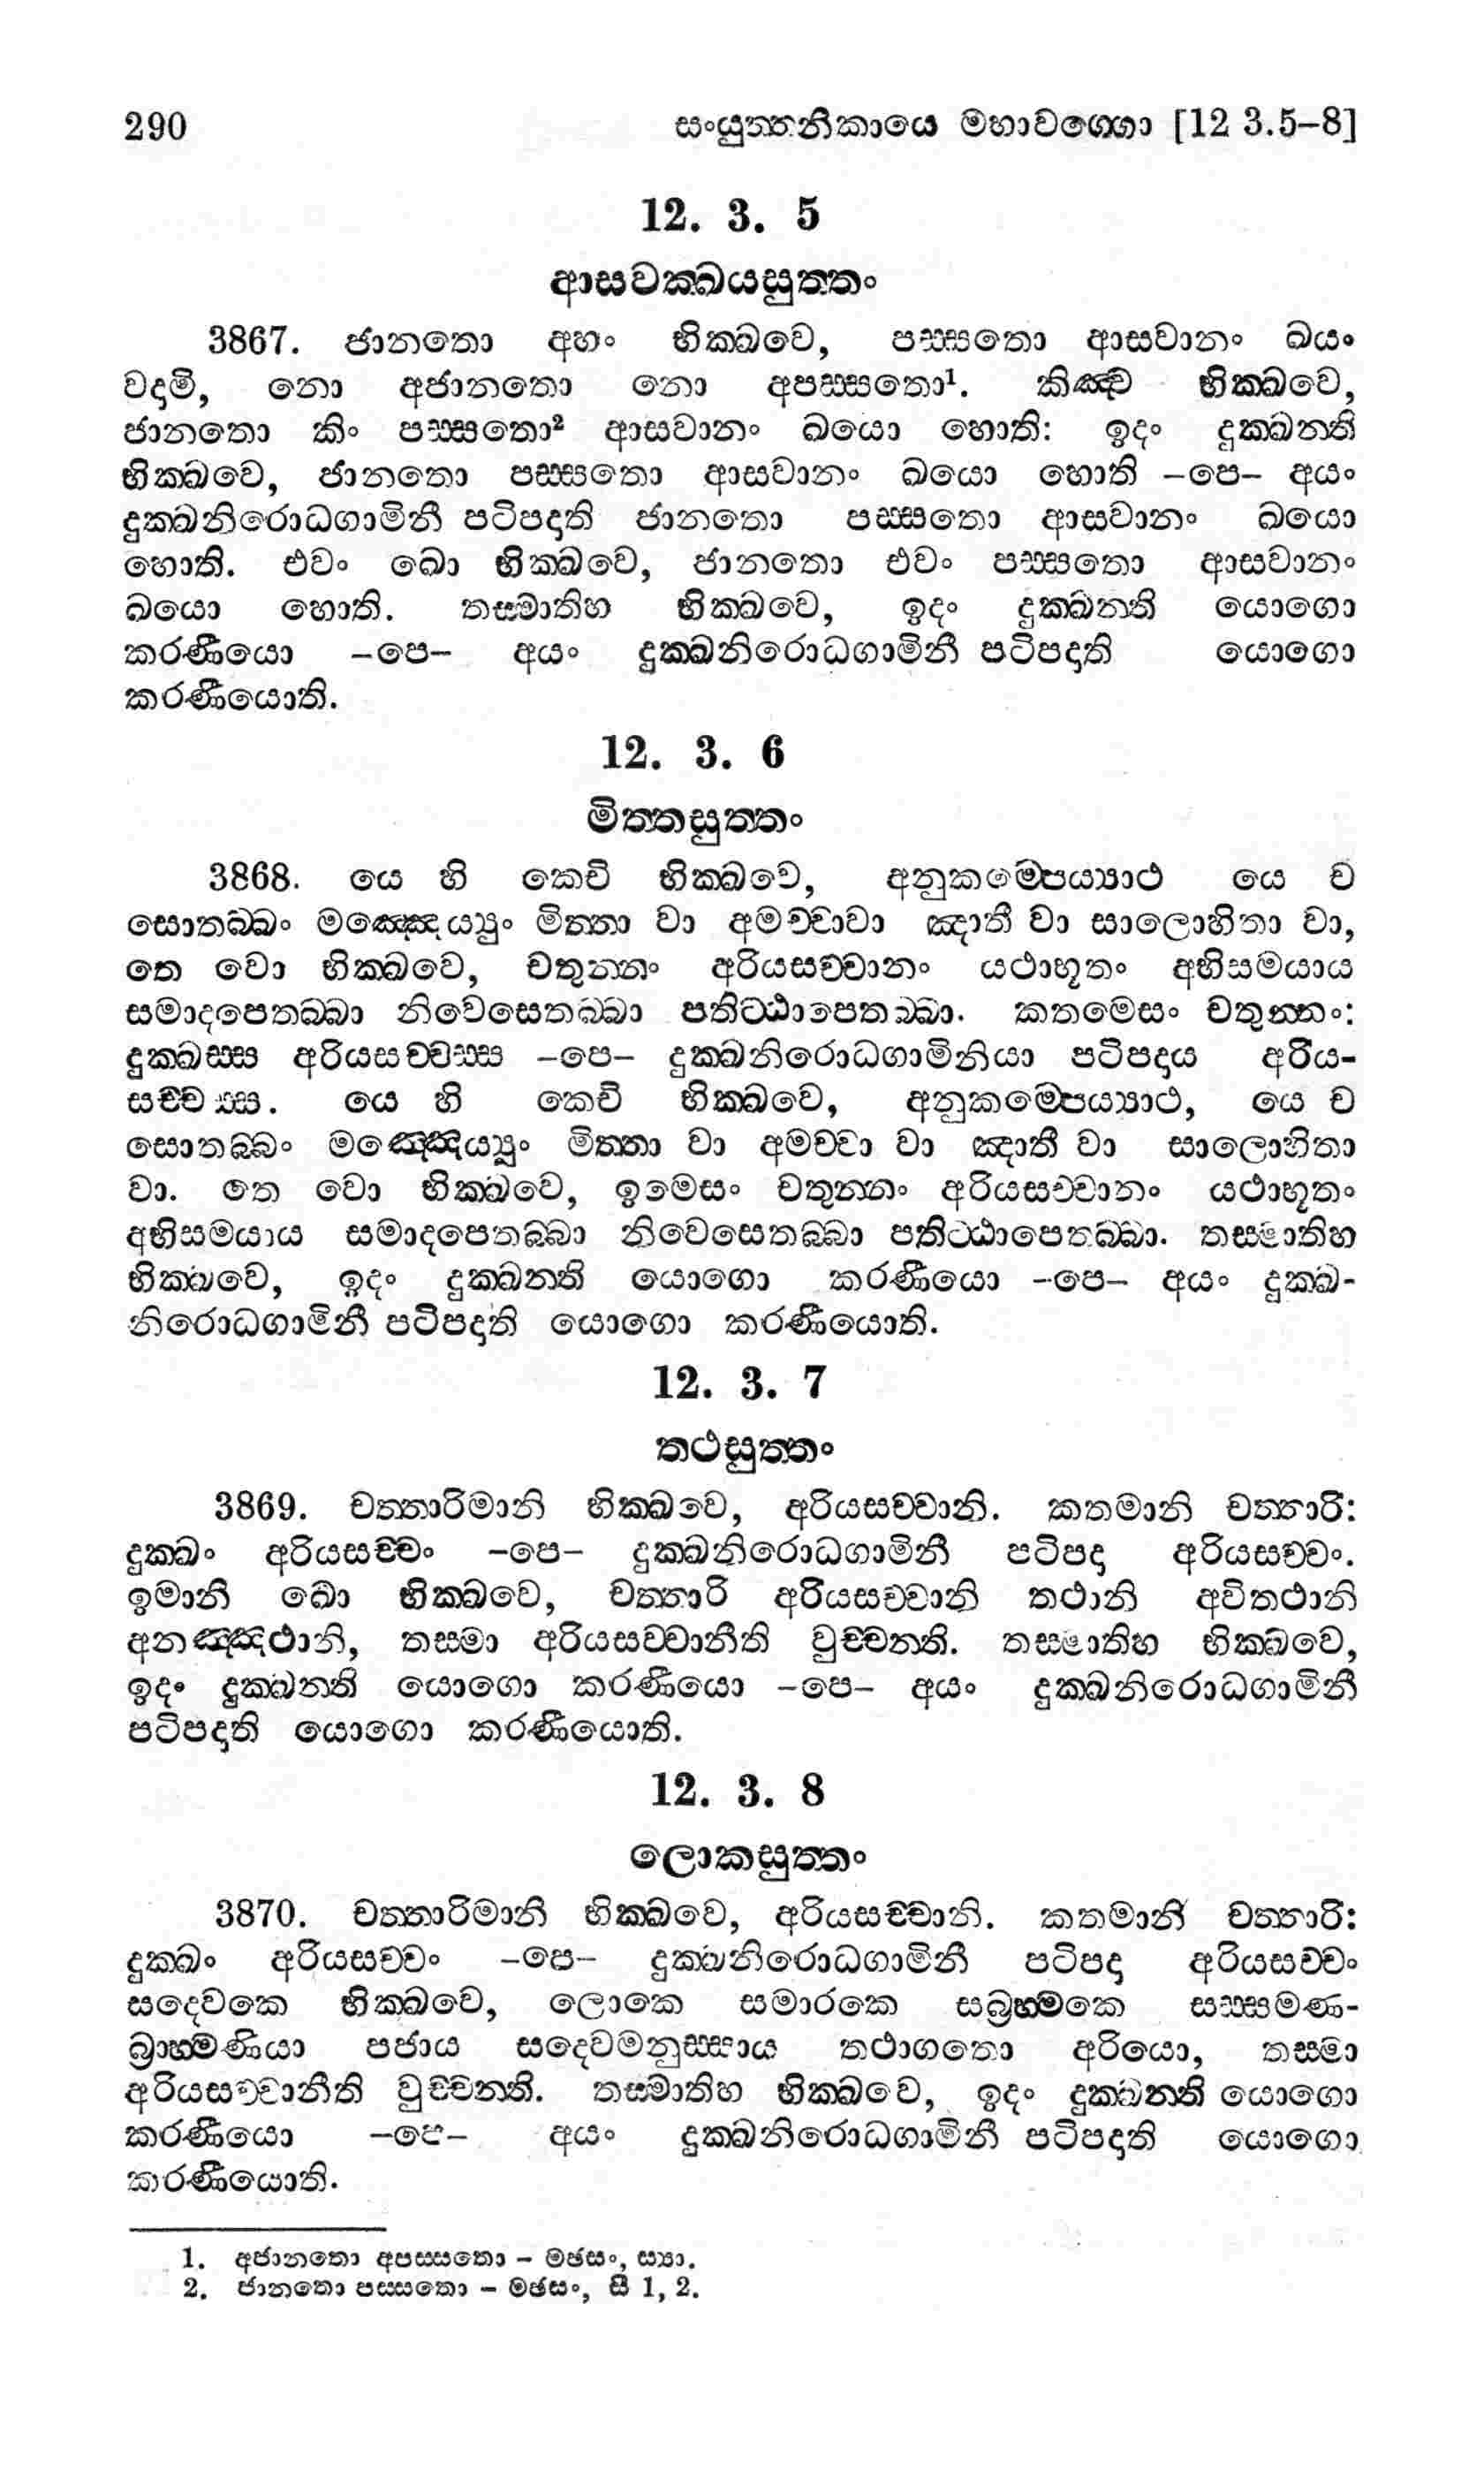 290 සංයුත්තනිකායෙ මහාවග්ගො [12 3.5–8]
12. 3. 5
ආසවක්ඛයසුත්තං
3867. ජානතො අහං භික්ඛවෙ, පස්සතො ආසවානං ඛයං
වදාමි, නො අජානතො නො අපස්සතො¹. කිඤ්ච භික්ඛවෙ,
ජානතො කිං පස්සතො² ආසවානං ඛයො හොති: ඉදං දුක්ඛන්ති
භික්ඛවෙ, ජානතො පස්සතො ආසවානං ඛයො හොති –පෙ– අයං
දුක්ඛනිරොධගාමිනී පටිපදාති ජානතො පස්සතො ආසවානං ඛයො
හොති. එවං ඛො භික්ඛවෙ, ජානතො එවං පස්සතො ආසවානං
ඛයො හොති. තස්මාතිහ භික්ඛවෙ, ඉදං දුක්ඛන්ති යොගො
කරණීයො –පෙ– අයං දුක්ඛනිරොධගාමිනී පටිපදාති යොගො
කරණීයොති.
12. 3. 6
මිත්තසුත්තං
3868. යෙ හි කෙචි භික්ඛවෙ, අනුකම්පෙය්‍යාථ යෙ ච
සොතබ්බං මඤ්ඤෙය්‍යුං මිත්තා වා අමච්චාවා ඤාතී වා සාලොහිතා වා,
තෙ වො භික්ඛවෙ, චතුන්නං අරියසච්චානං යථාභූතං අභිසමයාය
සමාදපෙතබ්බා නිවෙසෙතබ්බා පතිට්ඨාපෙතබ්බා. කතමෙසං චතුන්නං:
දුක්ඛස්ස අරියසච්චස්ස –පෙ– දුක්ඛනිරොධගාමිනියා පටිපදාය අරිය-
සච්චස්ස. යෙ හි කෙචි භික්ඛවෙ, අනුකම්පෙය්‍යාථ, යෙ ච
සොතබ්බං මඤ්ඤෙය්‍යුං මිත්තා වා අමච්චා වා ඤාතී වා සාලොහිතා
වා. තෙ වො භික්ඛවෙ, ඉමෙසං චතුන්නං අරියසච්චානං යථාභූතං
අභිසමයාය සමාදපෙතබ්බා නිවෙසෙතබ්බා පතිට්ඨාපෙතබ්බා. තස්මාතිහ
භික්ඛවෙ, ඉදං දුක්ඛන්ති යොගො කරණීයො –පෙ– අයං දුක්ඛ-
නිරොධගාමිනී පටිපදාති යොගො කරණීයොති.
12. 3. 7
තථසුත්තං
3869. චත්තාරිමානි භික්ඛවෙ, අරියසච්චානි. කතමානි චත්තාරි:
දුක්ඛං අරියසච්චං –පෙ– දුක්ඛනිරොධගාමිනී පටිපදා අරියසච්චං.
ඉමානි ඛො භික්ඛවෙ, චත්තාරි අරියසච්චානි තථානි අවිතථානි
අනඤ්ඤථානි, තස්මා අරියසච්චානීති වුච්චන්ති. තස්මාතිහ භික්ඛවෙ,
ඉදං දුක්ඛන්ති යොගො කරණීයො –පෙ– අයං දුක්ඛනිරොධගාමිනී
පටිපදාති යොගො කරණීයොති.
12. 3. 8
ලොකසුත්තං
3870. චත්තාරිමානි භික්ඛවෙ, අරියසච්චානි. කතමානි චත්තාරි:
දුක්ඛං අරියසච්චං –පෙ– දුක්ඛනිරොධගාමිනී පටිපදා අරියසච්චං
සදෙවකෙ භික්ඛවෙ, ලොකෙ සමාරකෙ සබ්‍රහ්මකෙ සස්සමණ-
බ්‍රාහ්මණියා පජාය සදෙවමනුස්සාය තථාගතො අරියො, තස්මා
අරියසච්චානීති වුච්චන්ති. තස්මාතිහ භික්ඛවෙ, ඉදං දුක්ඛන්ති යොගො
කරණීයො –පෙ– අයං දුක්ඛනිරොධගාමිනී පටිපදාති යොගො
කරණීයොති.
1. අජානතො අපස්සතො – මඡසං, ස්‍යා.
2. ජානතො පස්සතො – මඡසං, සී 1, 2.